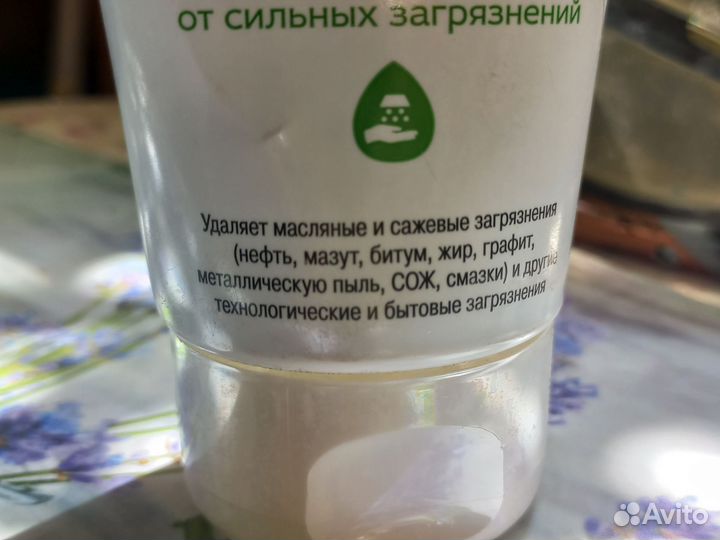 от сильных загрязнений
Удаляет масляные и сажевые загрязнения
(нефть, мазут, битум, жир, графит,
металлическую пыль, СОЖ, смазки) и другие
технологические и бытовые загрязнения
Avito